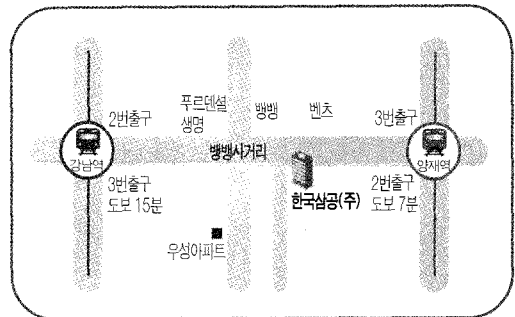 2번출구
푸르덴셜
생명
뱅뱅
벤츠
3번출구
강남역
뱅뱅사거리
양재역
3번출구
도보 15분
한국삼공(주)
2번출구
도보 7분
우성아파트